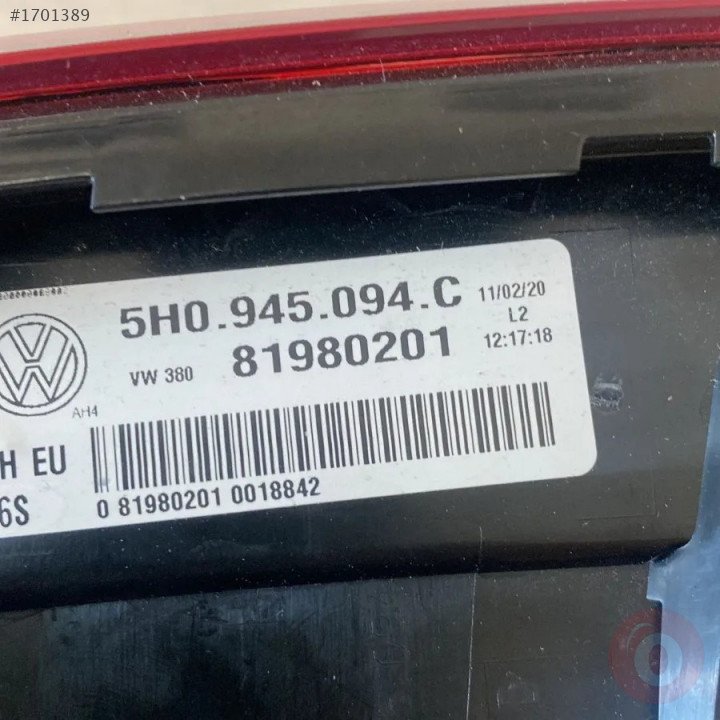 #1701389
5H0.945.094.C 11/02/20
L2
VW 380 81980201 12:17:18
AH4
H EU
6S
0 81980201 0018842